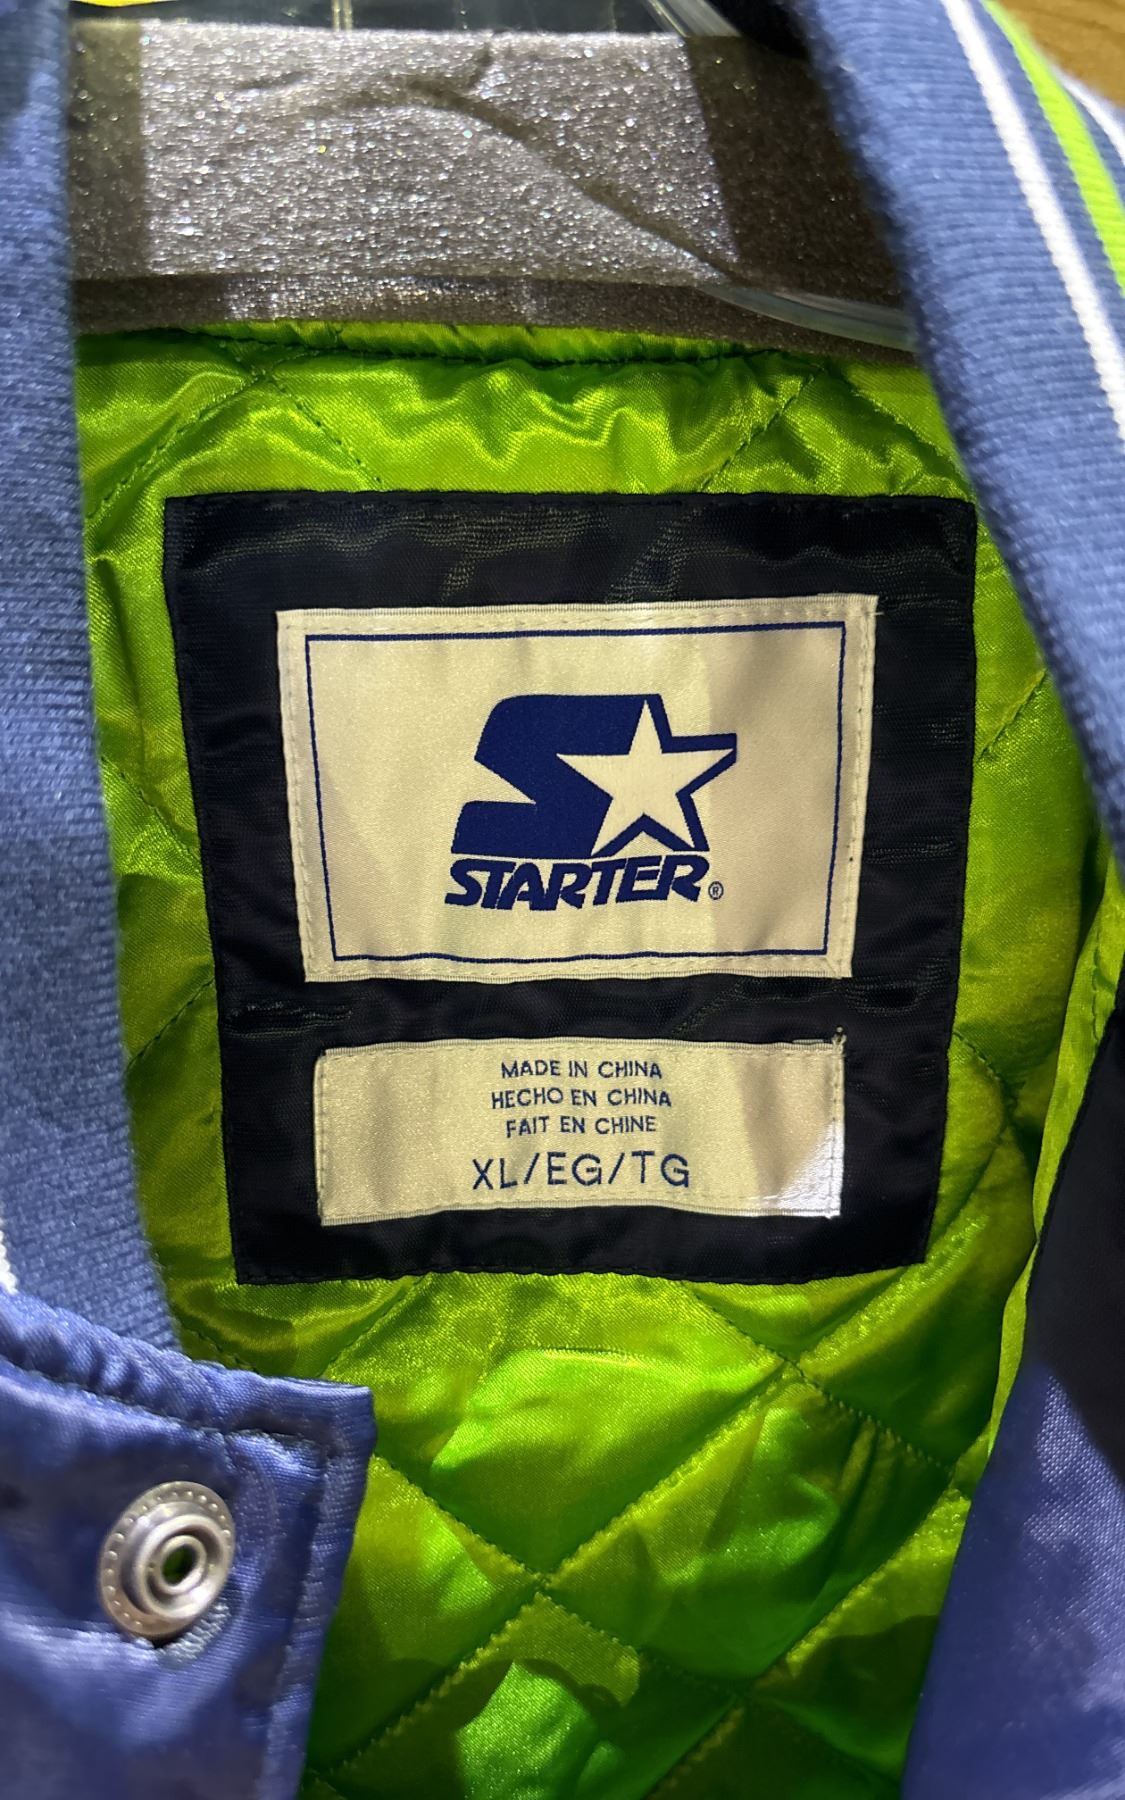 STARTER®
MADE IN CHINA
HECHO EN CHINA
FAIT EN CHINE
XL/EG/TG